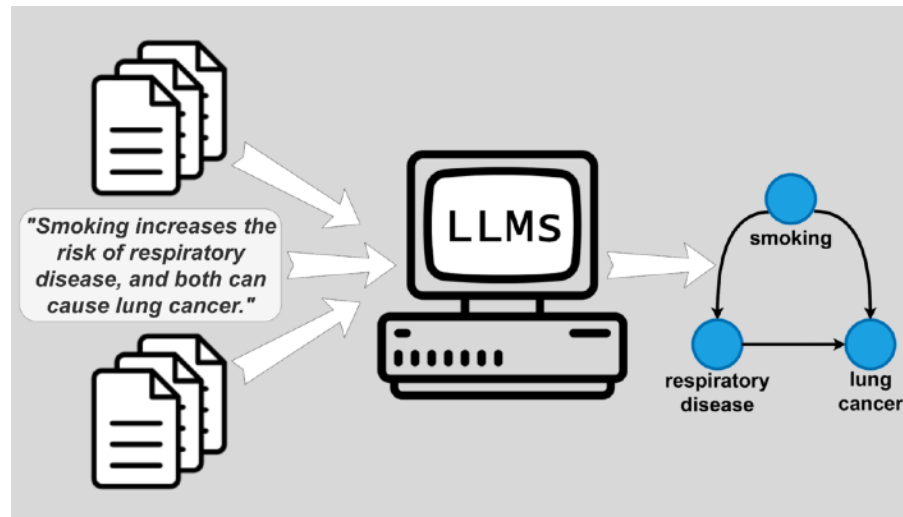 "Smoking increases the
risk of respiratory
disease, and both can
cause lung cancer."
LLMs
smoking
respiratory
disease
lung
cancer